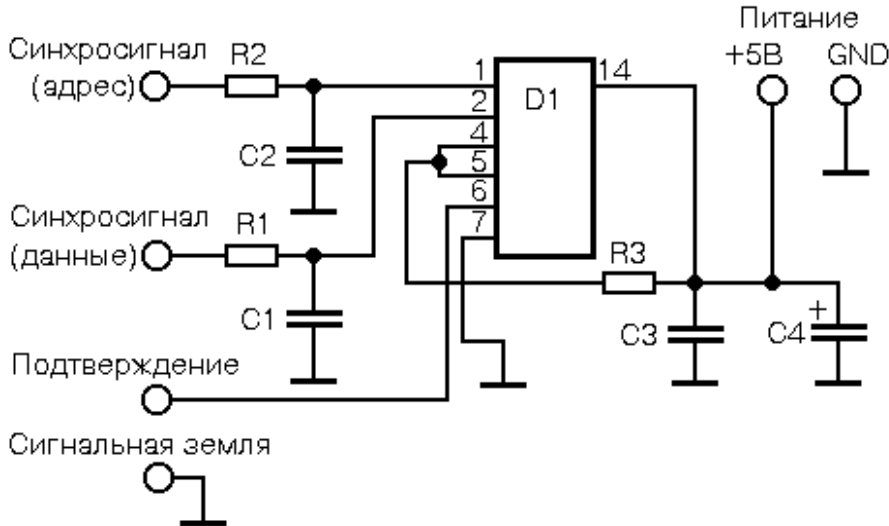 Питание
+5В GND
Синхросигнал
(адрес)
R2
1
14
2
D1
4
5
6
7
C2
Синхросигнал
(данные)
R1
R3
C1
C3
+
C4
Подтверждение
Сигнальная земля